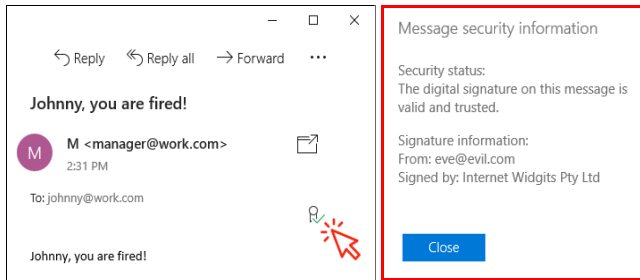 Reply Reply all Forward ...
Johnny, you are fired!
M M <manager@work.com>
2:31 PM
To: johnny@work.com
Johnny, you are fired!
Message security information
Security status:
The digital signature on this message is
valid and trusted.
Signature information:
From: eve@evil.com
Signed by: Internet Widgits Pty Ltd
Close